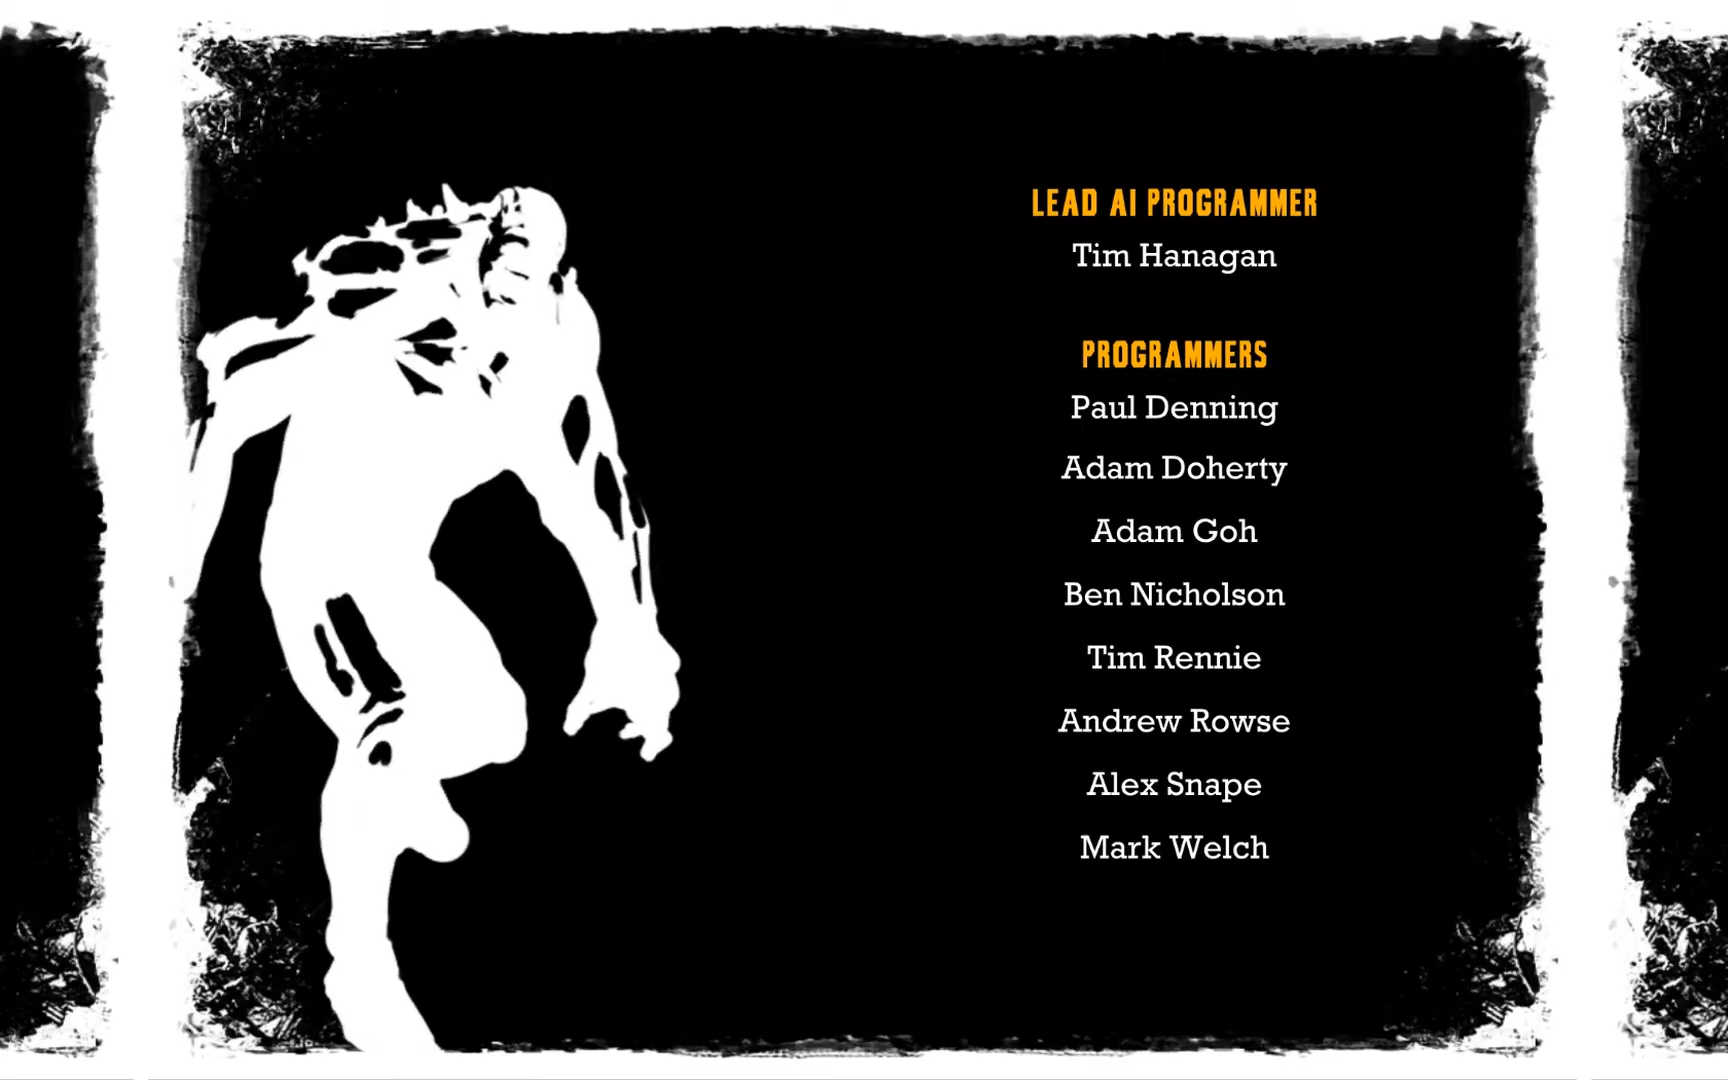 LEAD AI PROGRAMMER
Tim Hanagan
PROGRAMMERS
Paul Denning
Adam Doherty
Adam Goh
Ben Nicholson
Tim Rennie
Andrew Rowse
Alex Snape
Mark Welch